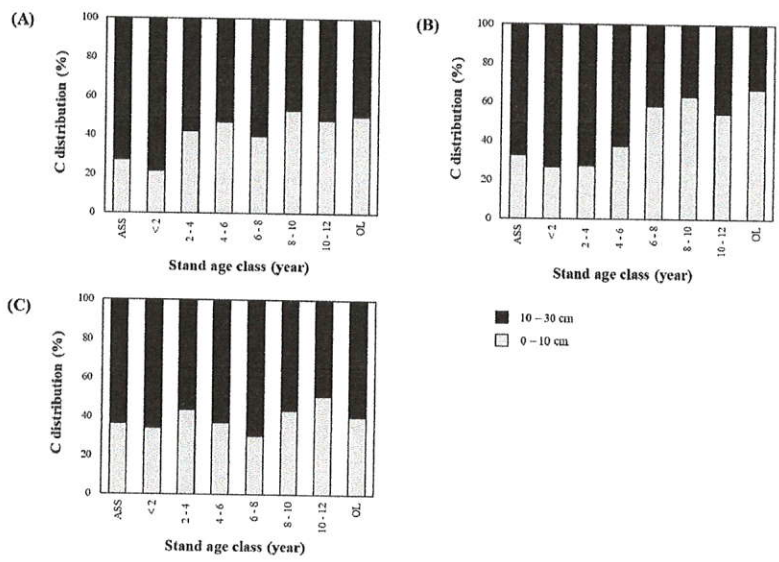 (A)
C distribution (%)
100
80
60
40
20
0
ASS
< 2
2 - 4
4 - 6
6 - 8
8 - 10
10 - 12
OL
Stand age class (year)
(B)
C distribution (%)
100
80
60
40
20
0
ASS
< 2
2 - 4
4 - 6
6 - 8
8 - 10
10 - 12
OL
Stand age class (year)
(C)
C distribution (%)
100
80
60
40
20
0
ASS
< 2
2 - 4
4 - 6
6 - 8
8 - 10
10 - 12
OL
Stand age class (year)
10 – 30 cm
0 – 10 cm